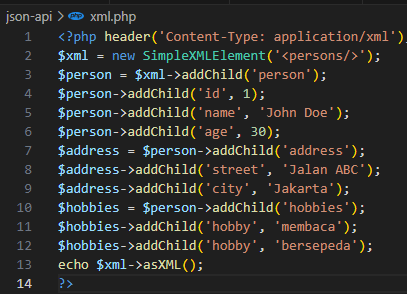 json-api > php xml.php
1 <?php header('Content-Type: application/xml')
2 $xml = new SimpleXMLElement('<persons/>');
3 $person = $xml->addChild('person');
4 $person->addChild('id', 1);
5 $person->addChild('name', 'John Doe');
6 $person->addChild('age', 30);
7 $address = $person->addChild('address');
8 $address->addChild('street', 'Jalan ABC');
9 $address->addChild('city', 'Jakarta');
10 $hobbies = $person->addChild('hobbies');
11 $hobbies->addChild('hobby', 'membaca');
12 $hobbies->addChild('hobby', 'bersepeda');
13 echo $xml->asXML();
14 ?>